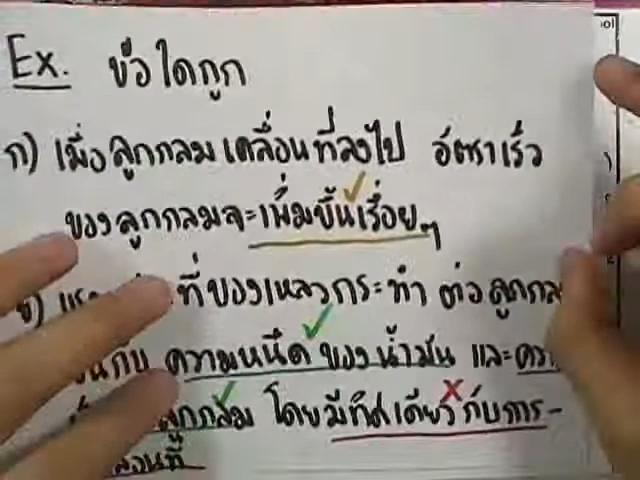 Ex. ข้อใดถูก
ก) เมื่อลูกกลมเคลื่อนที่ลงไป อัตราเร็ว
ของลูกกลมจะเพิ่มขึ้นเรื่อยๆ
ที่ของเหลวกระทำ ต่อ
ความหนืด ของน้ำมัน และ
ลูกกลม โดยมีทิศเดียวกับการ-